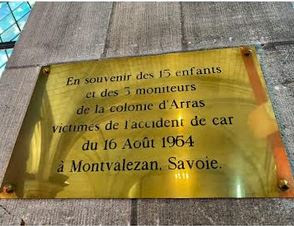 En souvenir des 15 enfants
et des 3 moniteurs
de la colonie d'Arras
victimes de l'accident de car
du 16 Août 1964
à Montvalezan, Savoie.